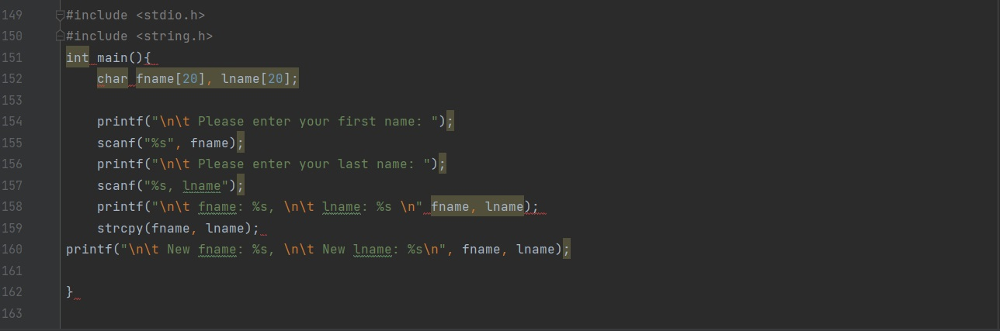 149 #include <stdio.h>
150 #include <string.h>
151 int main(){
152     char fname[20], lname[20];
153
154     printf("\n\t Please enter your first name: ");
155     scanf("%s", fname);
156     printf("\n\t Please enter your last name: ");
157     scanf("%s, lname");
158     printf("\n\t fname: %s, \n\t lname: %s \n" fname, lname);
159     strcpy(fname, lname);
160 printf("\n\t New fname: %s, \n\t New lname: %s\n", fname, lname);
161
162 }
163